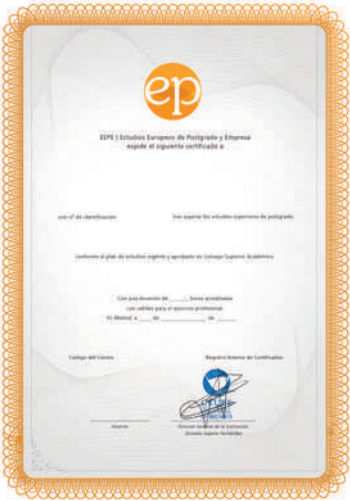 ep
EEPE | Estudios Europeos de Postgrado y Empresa
expide el siguiente certificado a:
con nº de identificación
tras superar los estudios superiores de postgrado
conforme al plan de estudios vigente y aprobado en Consejo Superior Académico
Con una duración de ______ horas acreditadas
con validez para el ejercicio profesional.
En Madrid, a ____ de ____________ de ______
Código del Centro
Registro Interno de Certificados
Alumno
Director General de la Institución